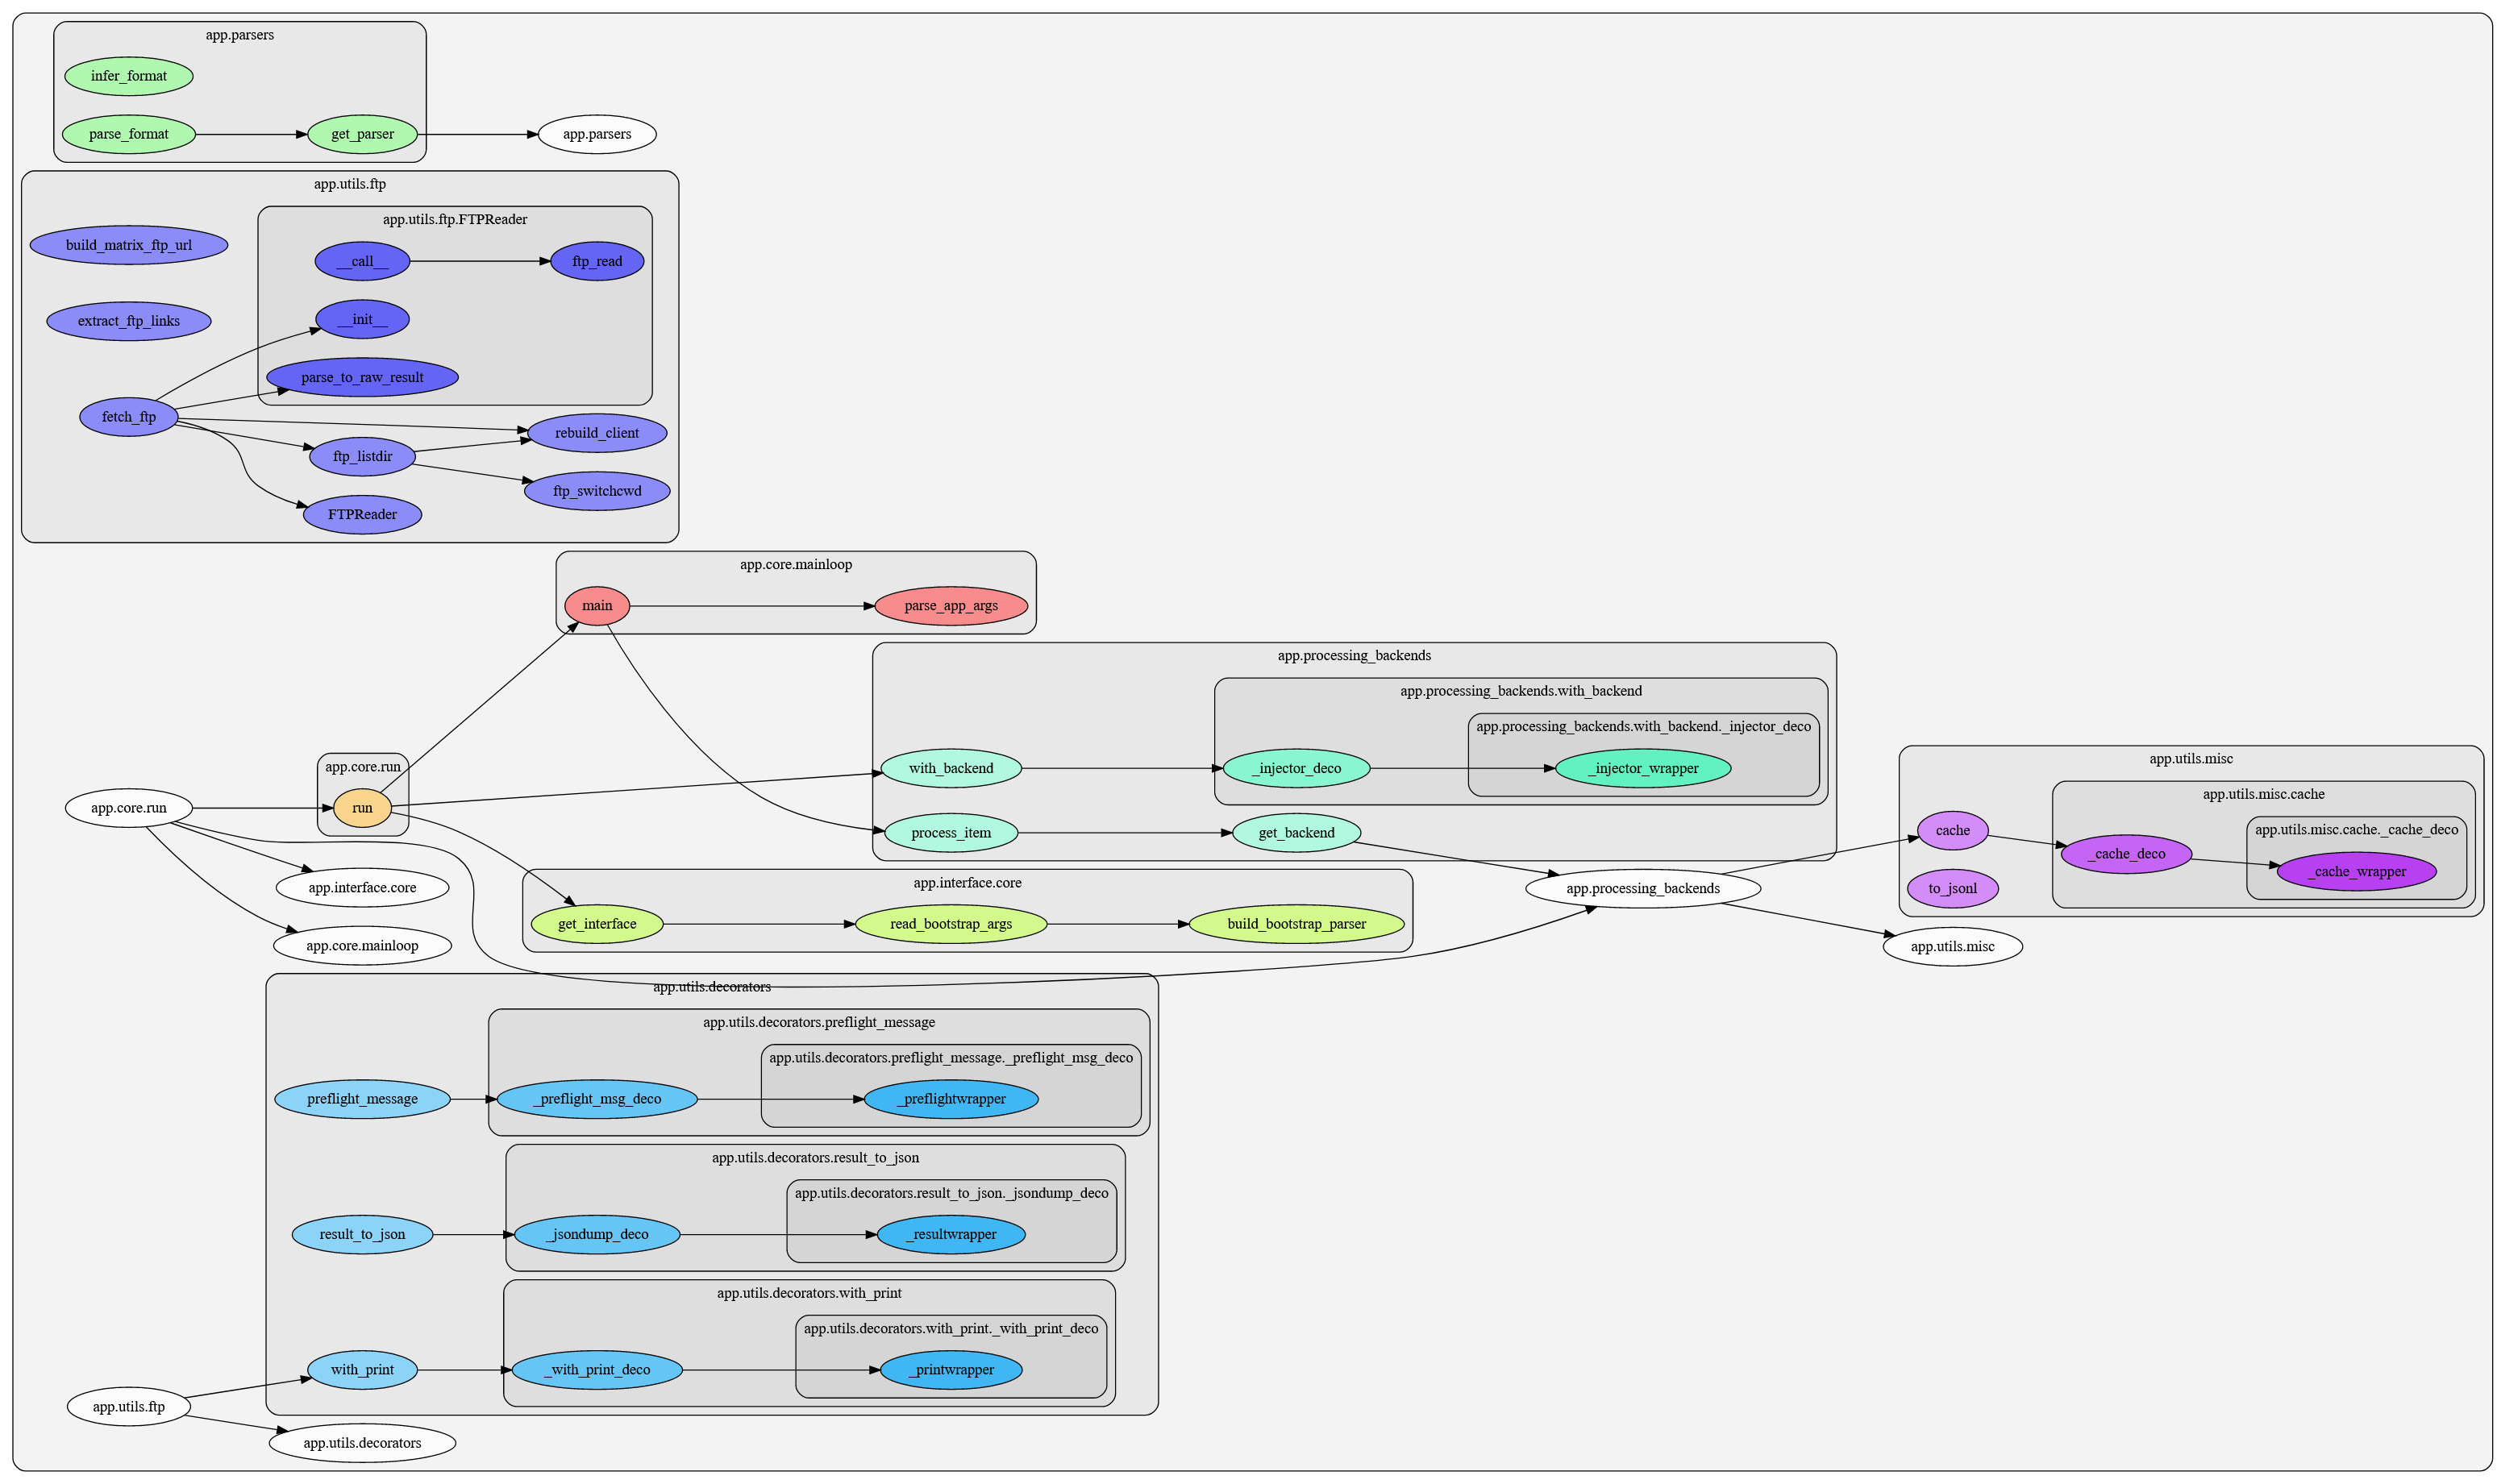 app.parsers
infer_format
parse_format
get_parser
app.parsers
app.utils.ftp
app.utils.ftp.FTPReader
build_matrix_ftp_url
__call__
ftp_read
extract_ftp_links
__init__
parse_to_raw_result
fetch_ftp
rebuild_client
ftp_listdir
ftp_switchcwd
FTPReader
app.core.mainloop
main
parse_app_args
app.processing_backends
app.processing_backends.with_backend
app.processing_backends.with_backend._injector_deco
with_backend
_injector_deco
_injector_wrapper
app.core.run
app.core.run
run
process_item
get_backend
app.utils.misc
app.utils.misc.cache
app.utils.misc.cache._cache_deco
cache
_cache_deco
_cache_wrapper
to_jsonl
app.interface.core
app.interface.core
app.processing_backends
get_interface
read_bootstrap_args
build_bootstrap_parser
app.core.mainloop
app.utils.misc
app.utils.decorators
app.utils.decorators.preflight_message
app.utils.decorators.preflight_message._preflight_msg_deco
preflight_message
_preflight_msg_deco
_preflightwrapper
app.utils.decorators.result_to_json
app.utils.decorators.result_to_json._jsondump_deco
result_to_json
_jsondump_deco
_resultwrapper
app.utils.decorators.with_print
app.utils.decorators.with_print._with_print_deco
with_print
_with_print_deco
_printwrapper
app.utils.ftp
app.utils.decorators